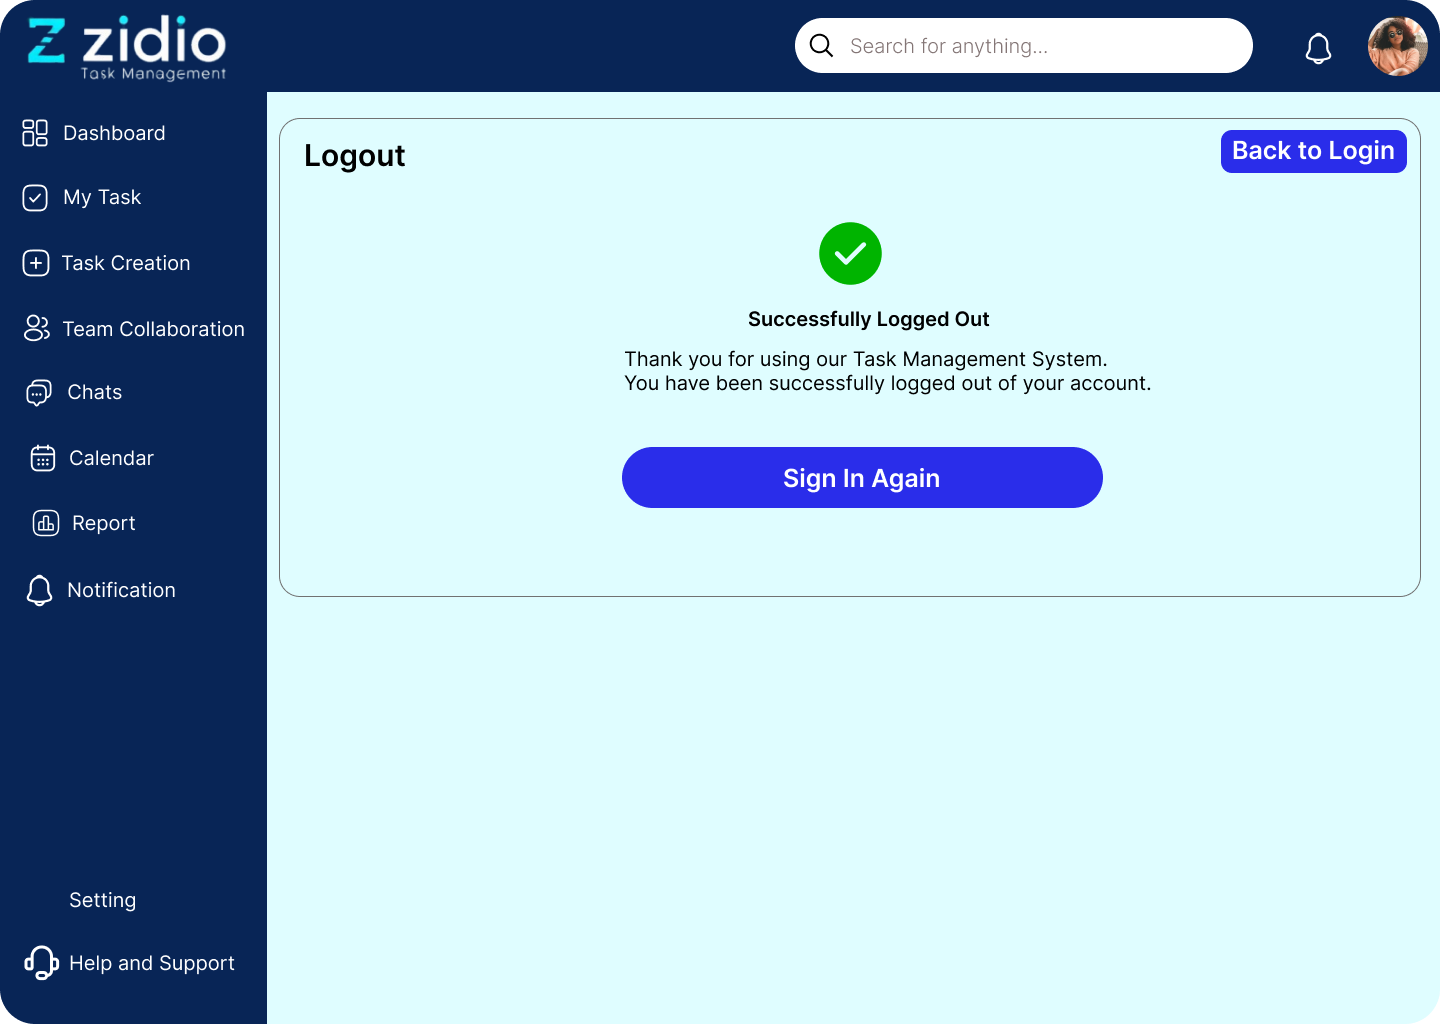 zidio
Task Management
Search for anything...
Dashboard
My Task
Task Creation
Team Collaboration
Chats
Calendar
Report
Notification
Setting
Help and Support
Logout
Back to Login
Successfully Logged Out
Thank you for using our Task Management System.
You have been successfully logged out of your account.
Sign In Again